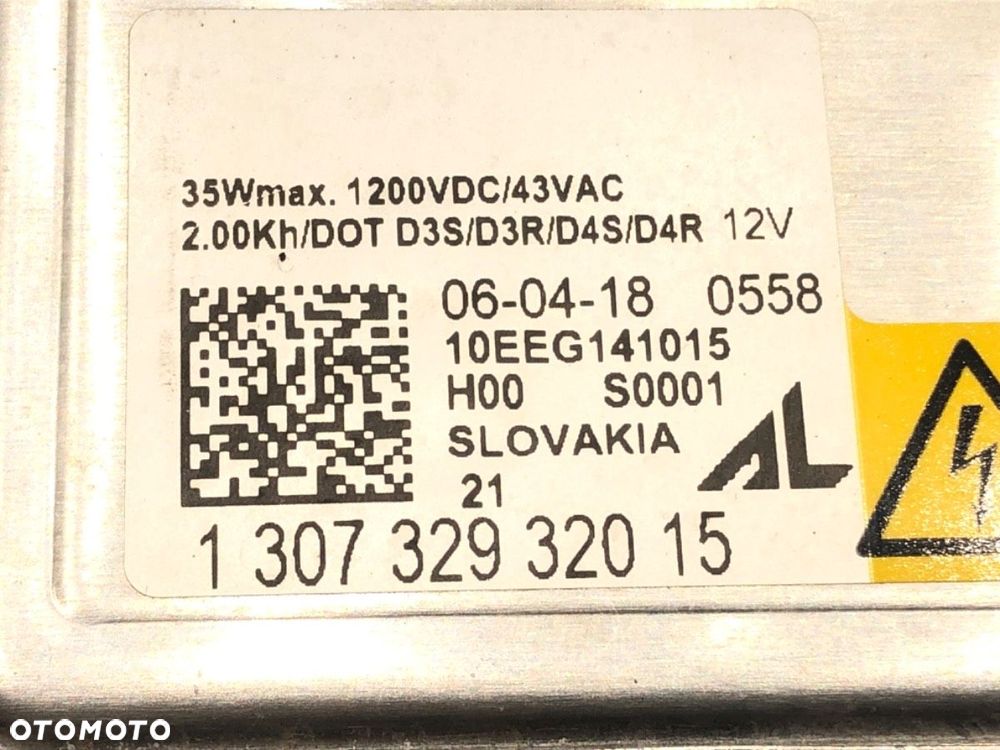 35Wmax. 1200VDC/43VAC
2.00Kh/DOT D3S/D3R/D4S/D4R 12V
06-04-18 0558
10EEG141015
H00 S0001
SLOVAKIA
AL
21
1 307 329 320 15
OTOMOTO